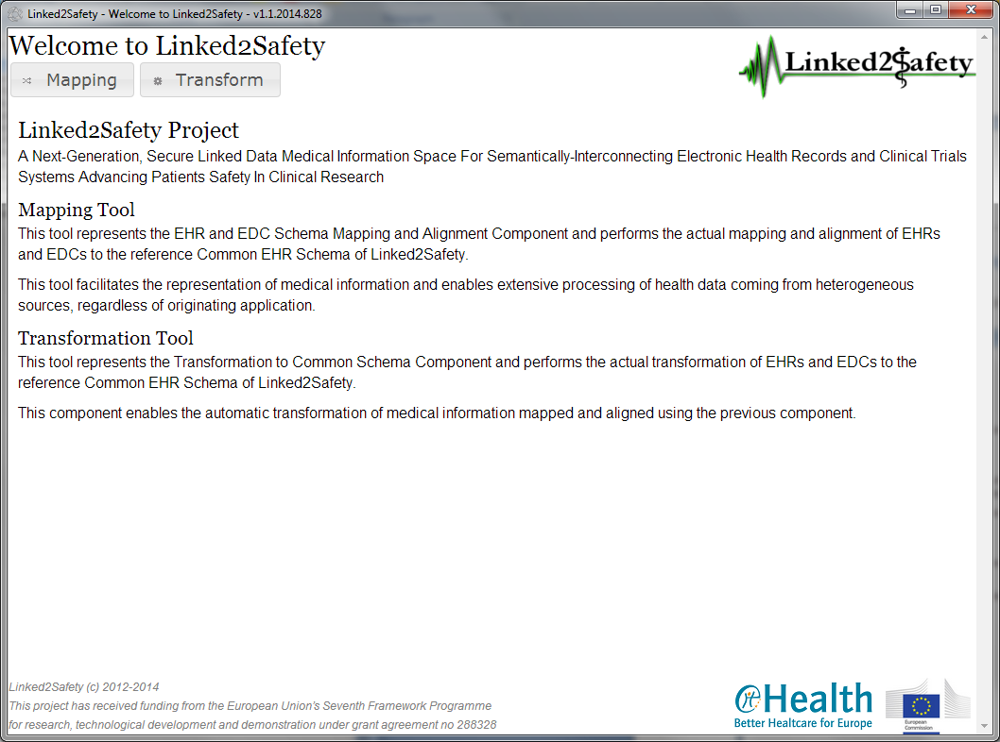 Linked2Safety - Welcome to Linked2Safety - v1.1.2014.828
Welcome to Linked2Safety
Mapping
Transform
Linked2Safety
Linked2Safety Project
A Next-Generation, Secure Linked Data Medical Information Space For Semantically-Interconnecting Electronic Health Records and Clinical Trials
Systems Advancing Patients Safety In Clinical Research
Mapping Tool
This tool represents the EHR and EDC Schema Mapping and Alignment Component and performs the actual mapping and alignment of EHRs
and EDCs to the reference Common EHR Schema of Linked2Safety.
This tool facilitates the representation of medical information and enables extensive processing of health data coming from heterogeneous
sources, regardless of originating application.
Transformation Tool
This tool represents the Transformation to Common Schema Component and performs the actual transformation of EHRs and EDCs to the
reference Common EHR Schema of Linked2Safety.
This component enables the automatic transformation of medical information mapped and aligned using the previous component.
Linked2Safety (c) 2012-2014
This project has received funding from the European Union's Seventh Framework Programme
for research, technological development and demonstration under grant agreement no 288328
eHealth
Better Healtcare for Europe
European
Commission